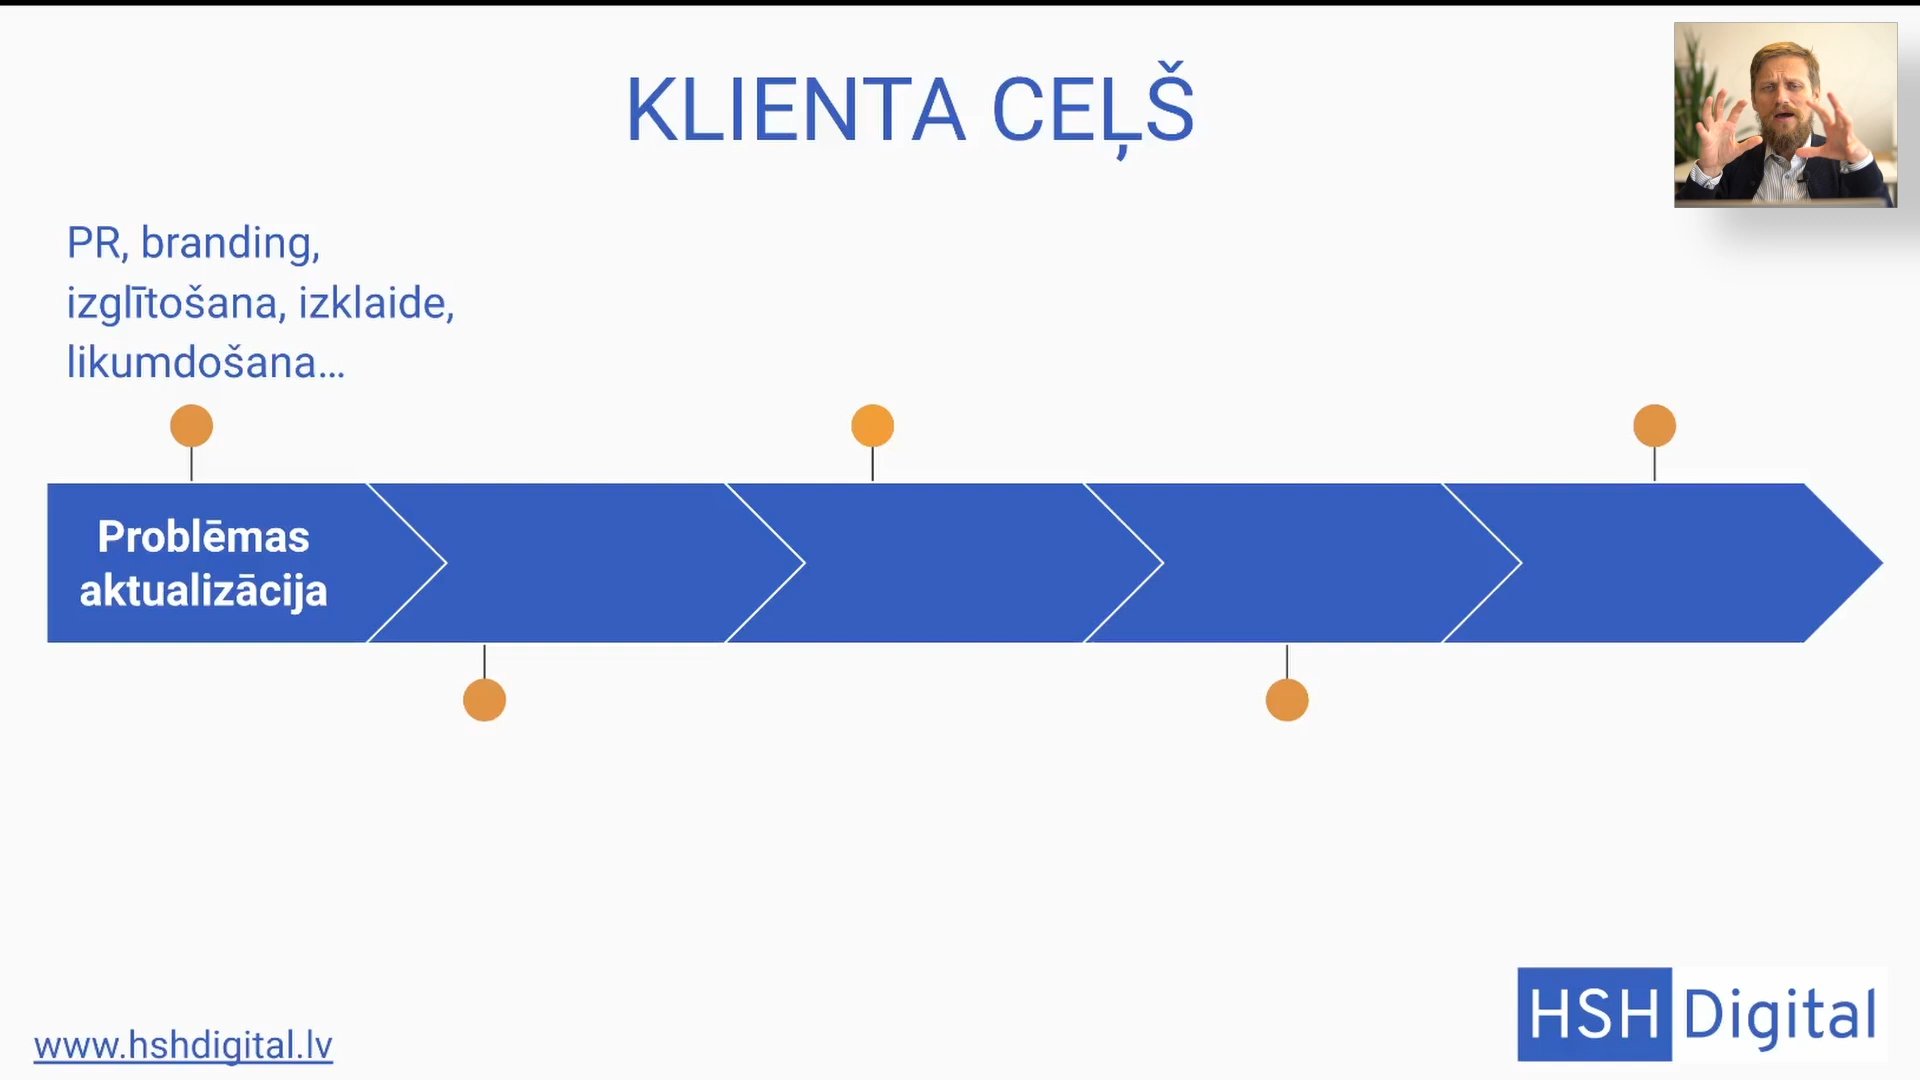 KLIENTA CEĻŠ
PR, branding,
izglītošana, izklaide,
likumdošana...
Problēmas
aktualizācija
www.hshdigital.lv
HSH Digital